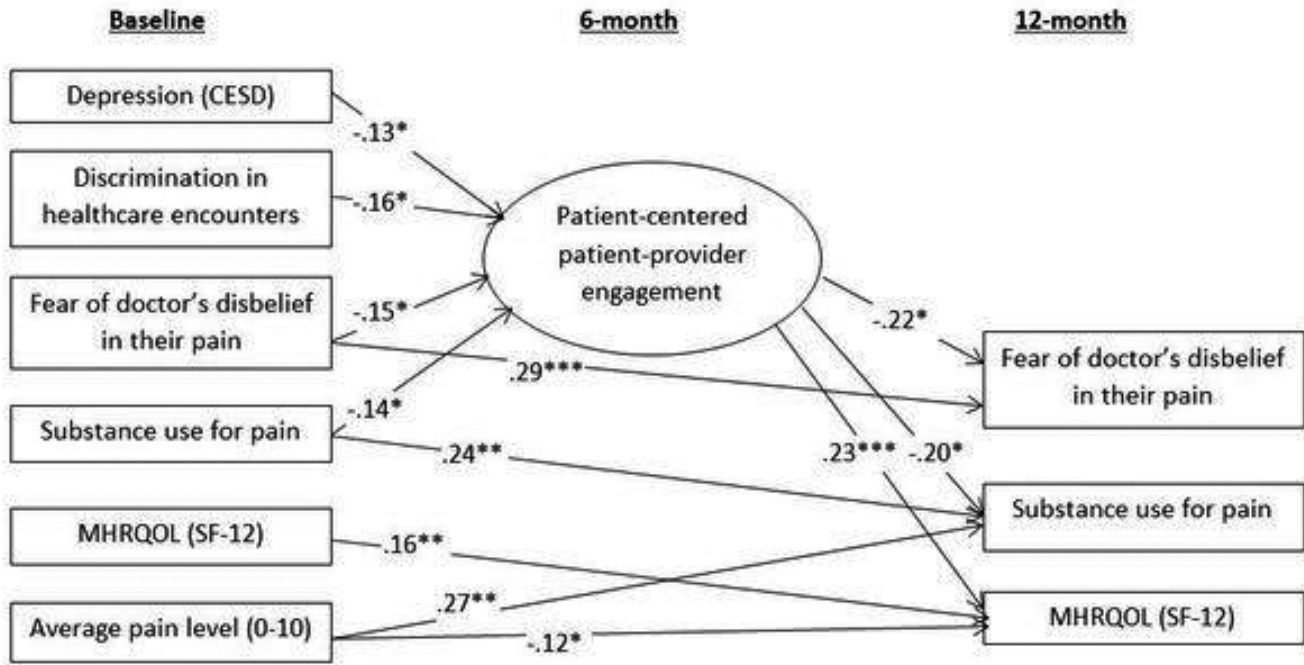 Baseline
6-month
12-month
Depression (CESD)
-.13*
Discrimination in
healthcare encounters
-.16*
Patient-centered
patient-provider
engagement
Fear of doctor's disbelief
in their pain
-.15*
-.22*
.29***
Fear of doctor's disbelief
in their pain
Substance use for pain
-.14*
.24**
.23***
-.20*
Substance use for pain
MHRQOL (SF-12)
.16**
Average pain level (0-10)
.27**
-.12*
MHRQOL (SF-12)